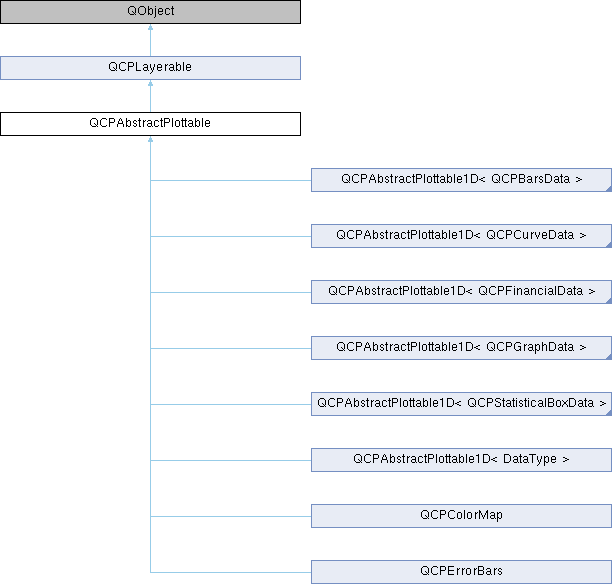 QObject
QCPLayerable
QCPAbstractPlottable
QCPAbstractPlottable1D< QCPBarsData >
QCPAbstractPlottable1D< QCPCurveData >
QCPAbstractPlottable1D< QCPFinancialData >
QCPAbstractPlottable1D< QCPGraphData >
QCPAbstractPlottable1D< QCPStatisticalBoxData >
QCPAbstractPlottable1D< DataType >
QCPColorMap
QCPErrorBars